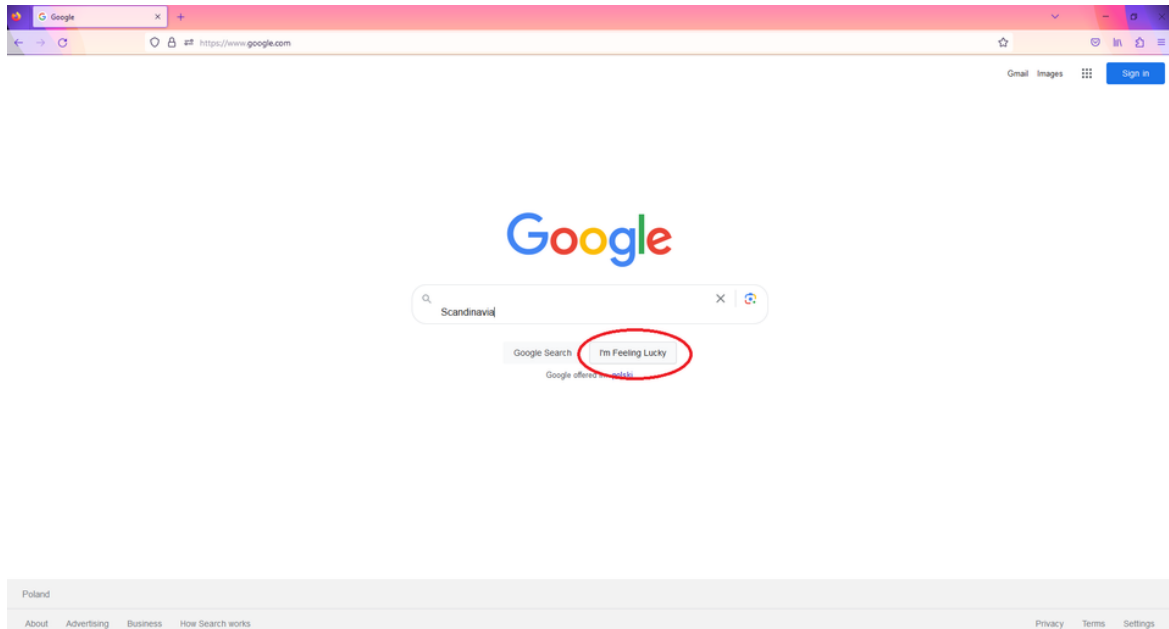 Google
https://www.google.com
Gmail Images Sign in
Google
Scandinavia
Google Search I'm Feeling Lucky
Google offered in: polski
Poland
About Advertising Business How Search works Privacy Terms Settings